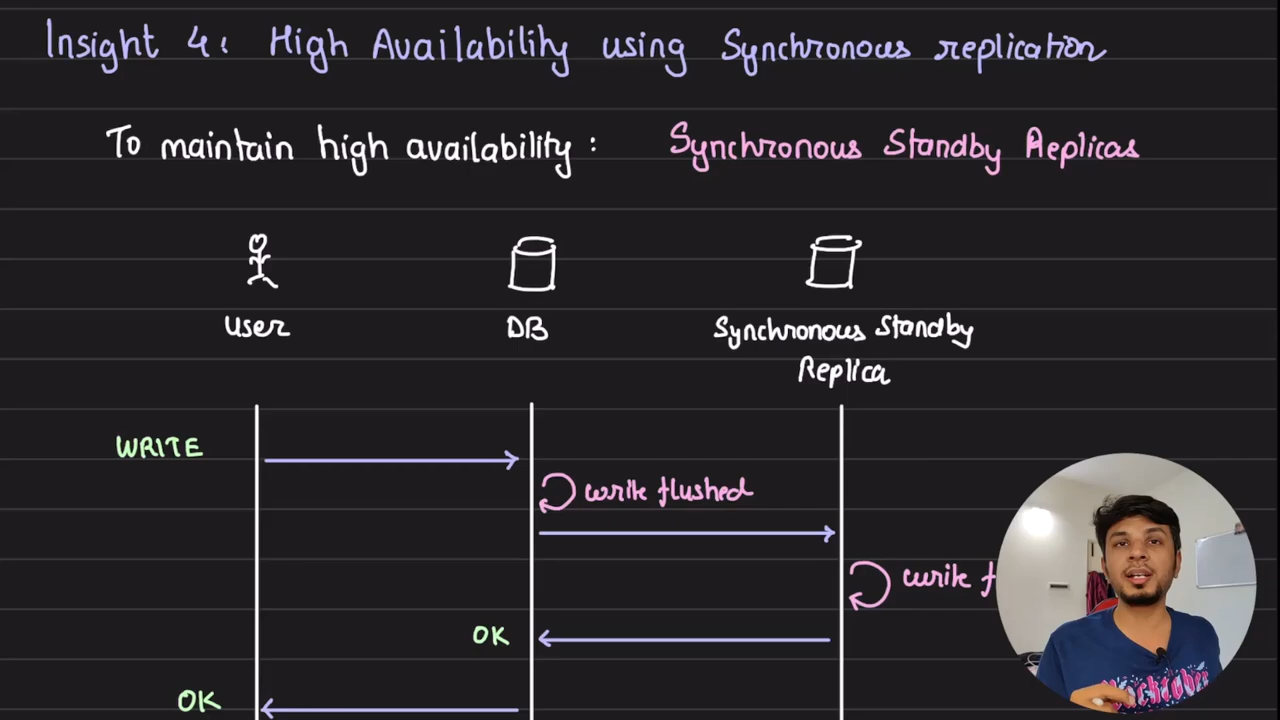 Insight 4: High Availability using Synchronous replication
To maintain high availability: Synchronous Standby Replicas
User
DB
Synchronous Standby
Replica
WRITE
write flushed
write f
OK
OK